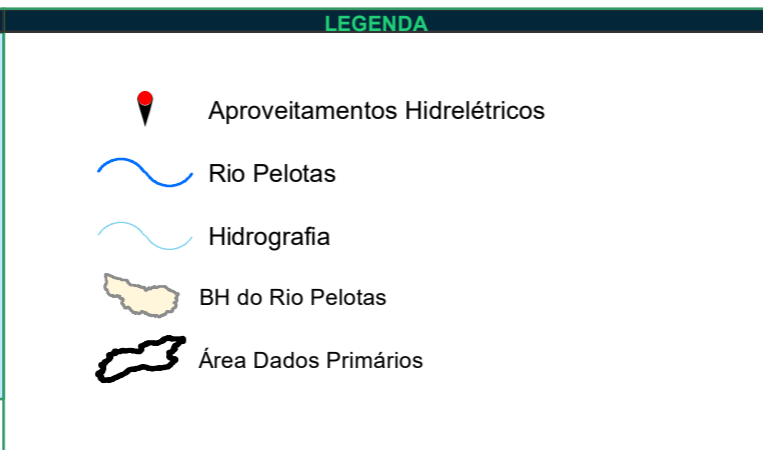 LEGENDA
Aproveitamentos Hidrelétricos
Rio Pelotas
Hidrografia
BH do Rio Pelotas
Área Dados Primários